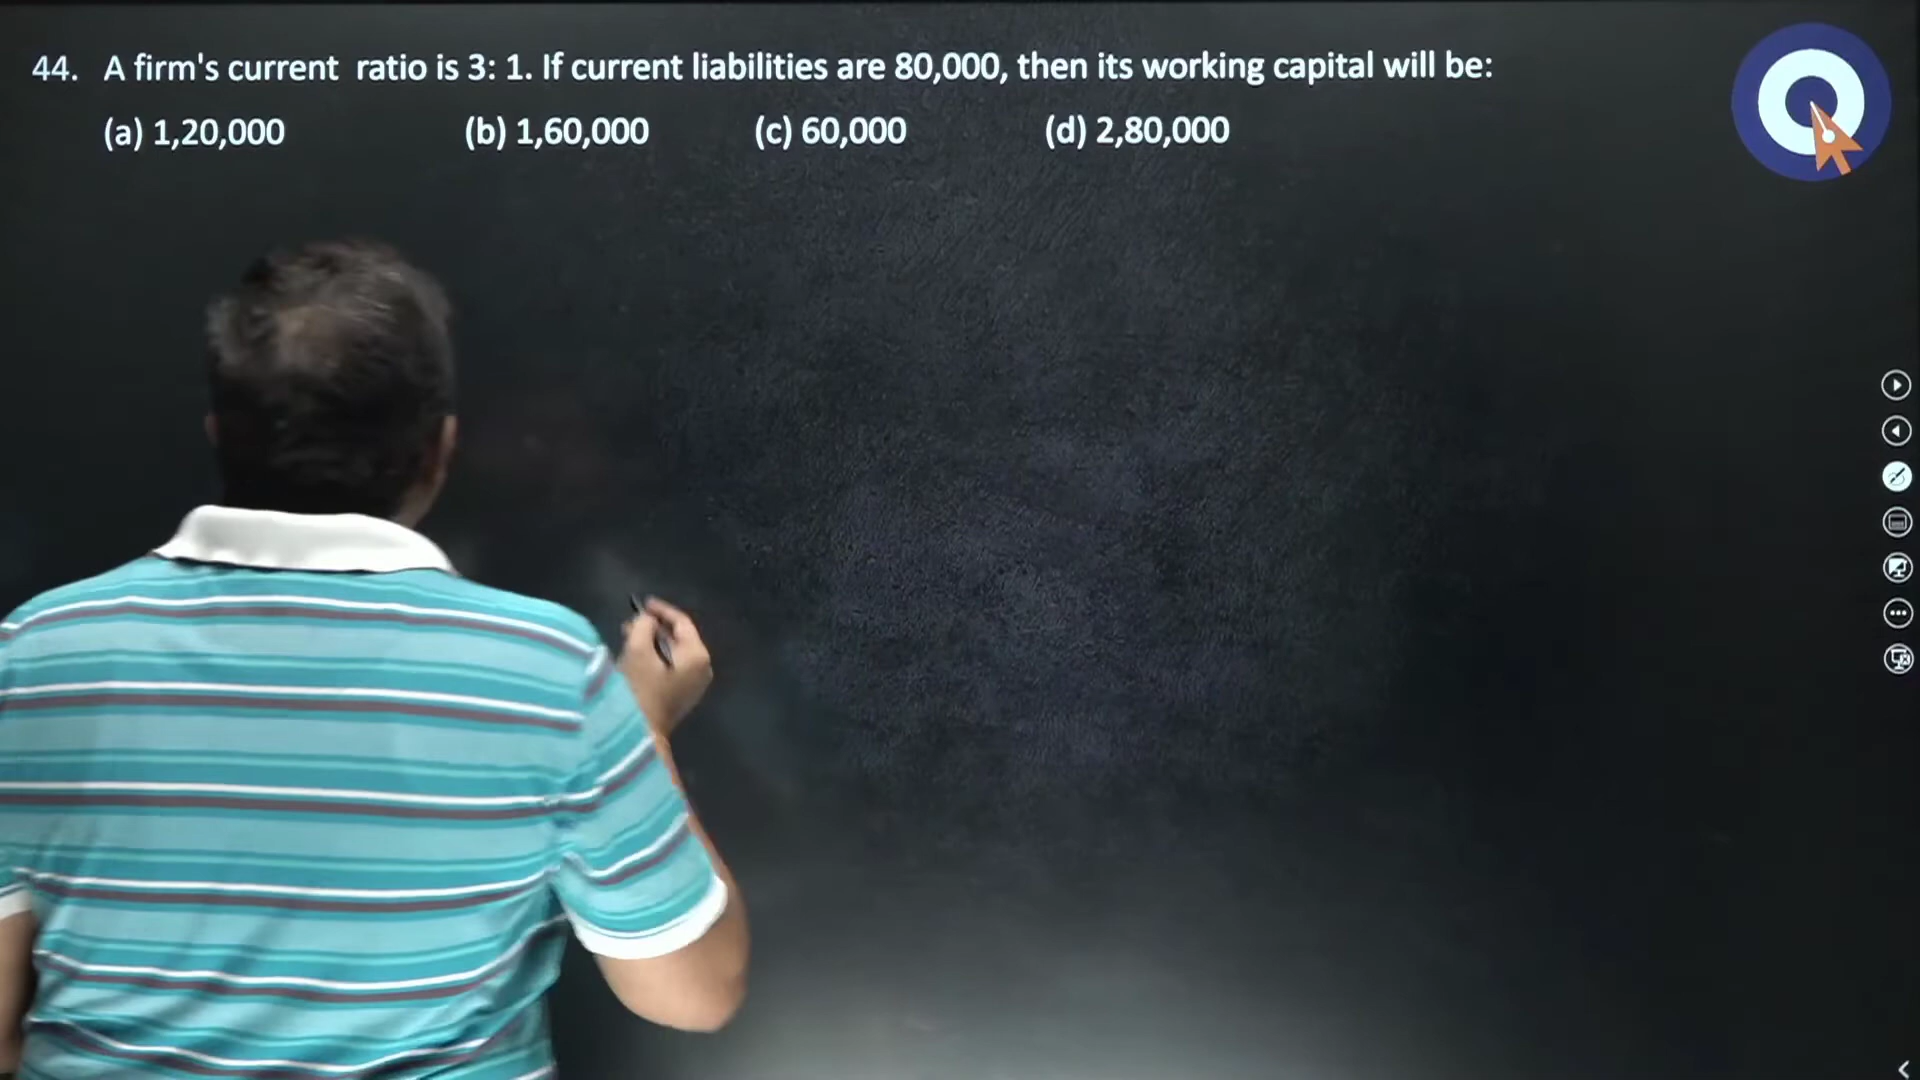 44. A firm's current ratio is 3: 1. If current liabilities are 80,000, then its working capital will be:
(a) 1,20,000 (b) 1,60,000 (c) 60,000 (d) 2,80,000